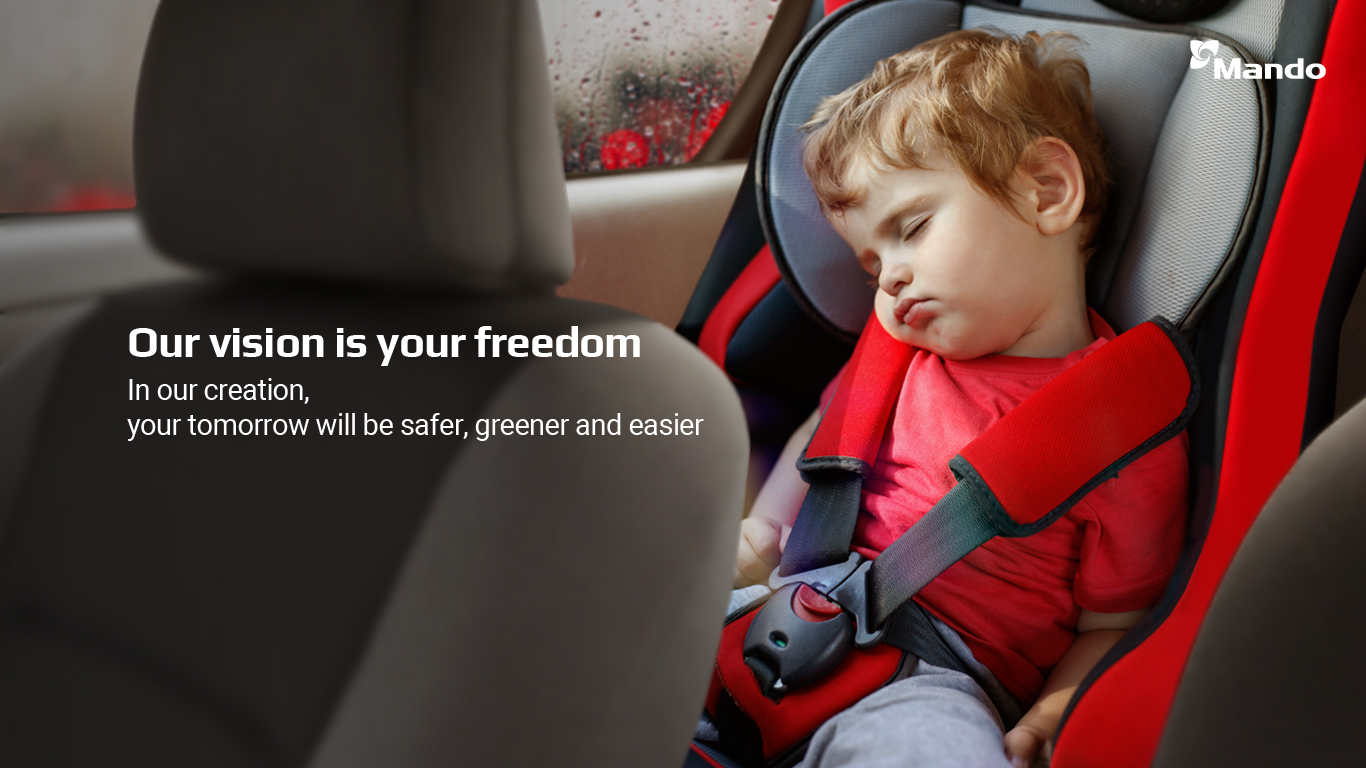 Mando
Our vision is your freedom
In our creation,
your tomorrow will be safer, greener and easier